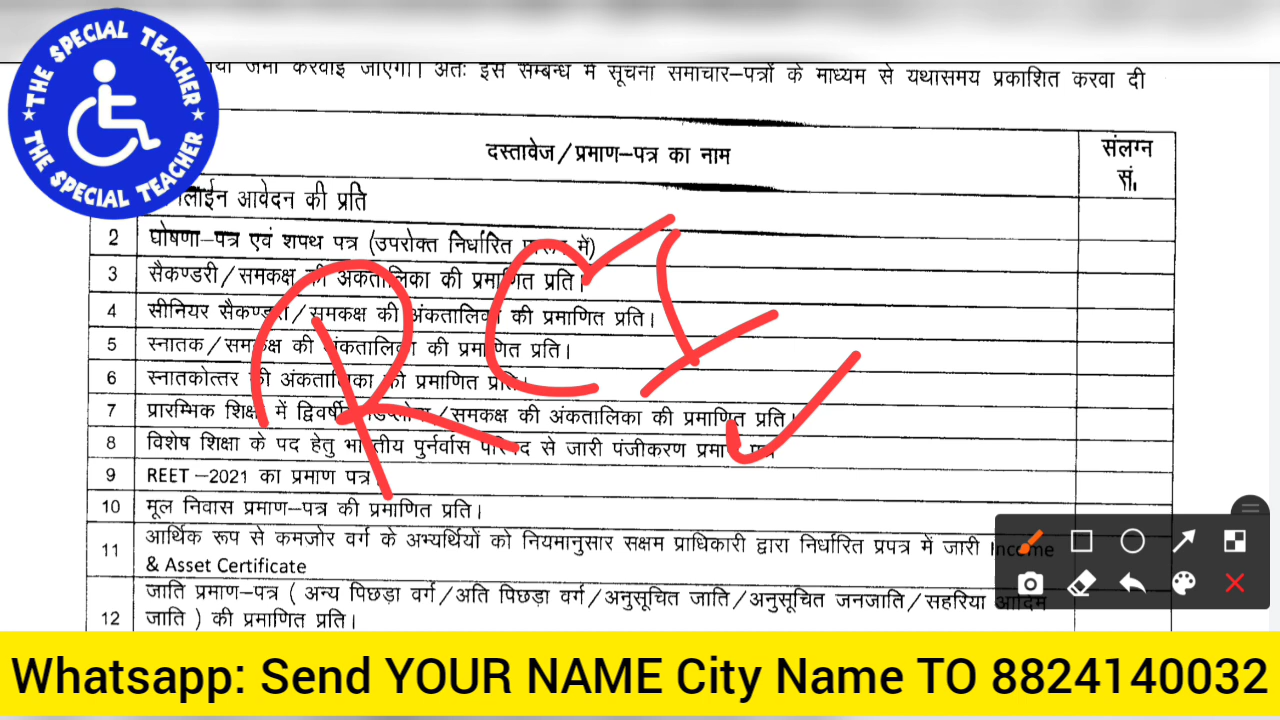 THE SPECIAL TEACHER
THE SPECIAL TEACHER
जमा करवाई जाएगी। अतः इस सम्बन्ध में सूचना समाचार–पत्रों के माध्यम से यथासमय प्रकाशित करवा दी
दस्तावेज/प्रमाण–पत्र का नाम
संलग्न
सं.
आवेदन की प्रति
2 घोषणा–पत्र एवं शपथ पत्र (उपरोक्त निर्धारित में)
3 सैकण्डरी/समकक्ष की अंकतालिका की प्रमाणित प्रति।
4 सीनियर सैकण्डरी/समकक्ष की अंकतालिका की प्रमाणित प्रति।
5 स्नातक/समकक्ष की अंकतालिका की प्रमाणित प्रति।
6 स्नातकोत्तर की अंकतालिका की प्रमाणित प्रति।
7 प्रारम्भिक शिक्षा में द्विवर्षीय डिप्लोमा/समकक्ष की अंकतालिका की प्रमाणित प्रति।
8 विशेष शिक्षा के पद हेतु भारतीय पुर्नर्वास परिषद से जारी पंजीकरण प्रमाण पत्र
9 REET –2021 का प्रमाण पत्र
10 मूल निवास प्रमाण–पत्र की प्रमाणित प्रति।
11 आर्थिक रूप से कमजोर वर्ग के अभ्यर्थियों को नियमानुसार सक्षम प्राधिकारी द्वारा निर्धारित प्रपत्र में जारी Income
& Asset Certificate
12 जाति प्रमाण–पत्र ( अन्य पिछड़ा वर्ग/अति पिछड़ा वर्ग/अनुसूचित जाति/अनुसूचित जनजाति/सहरिया आदिम
जाति ) की प्रमाणित प्रति।
RCI
Whatsapp: Send YOUR NAME City Name TO 8824140032